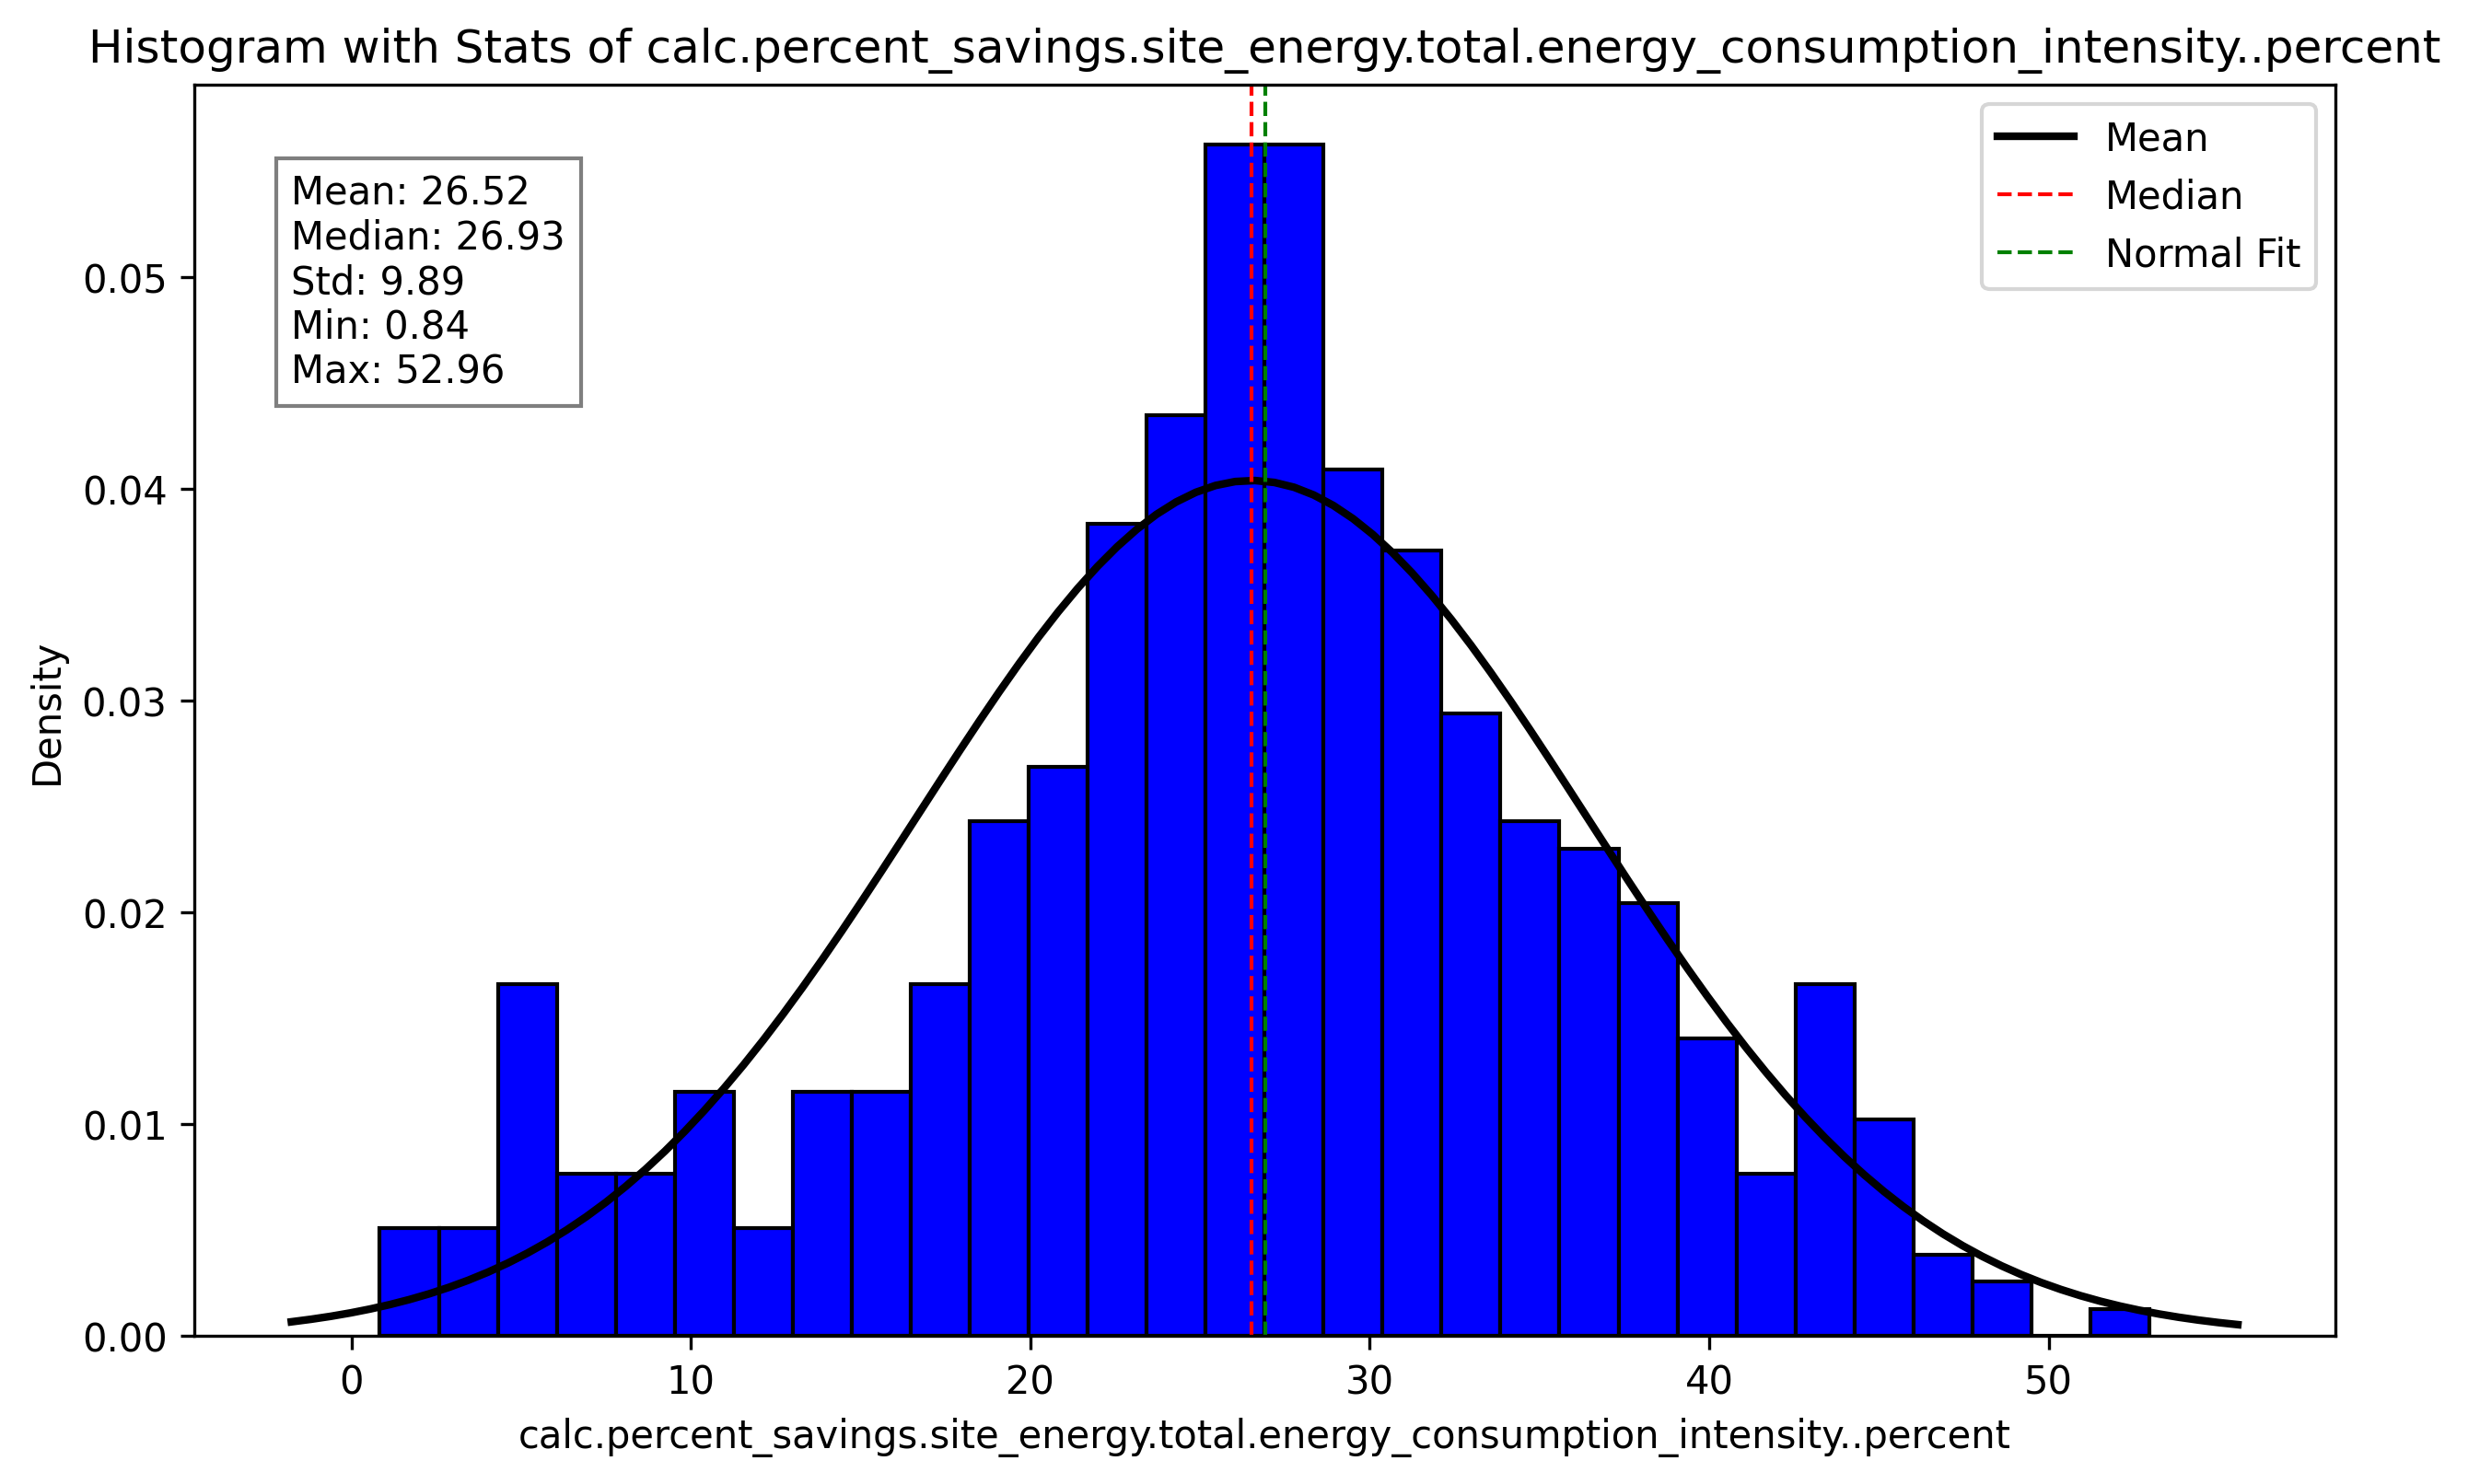 Histogram with Stats of calc.percent_savings.site_energy.total.energy_consumption_intensity..percent
Mean: 26.52
Median: 26.93
Std: 9.89
Min: 0.84
Max: 52.96
Mean
Median
Normal Fit
Density
0.05
0.04
0.03
0.02
0.01
0.00
0 10 20 30 40 50
calc.percent_savings.site_energy.total.energy_consumption_intensity..percent